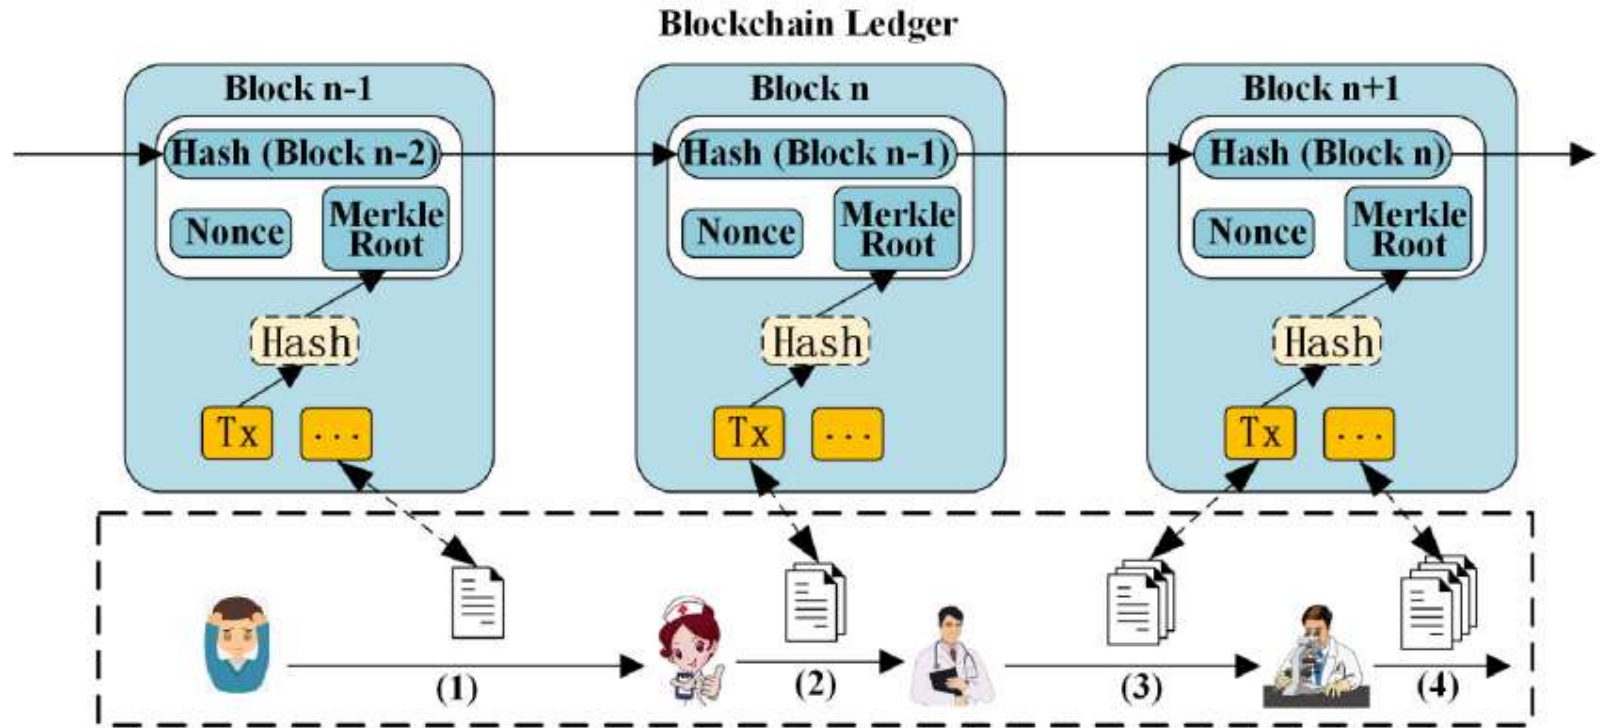 Blockchain Ledger
Block n-1
Hash (Block n-2)
Nonce
Merkle
Root
Hash
Tx
...
Block n
Hash (Block n-1)
Nonce
Merkle
Root
Hash
Tx
...
Block n+1
Hash (Block n)
Nonce
Merkle
Root
Hash
Tx
...
(1)
(2)
(3)
(4)